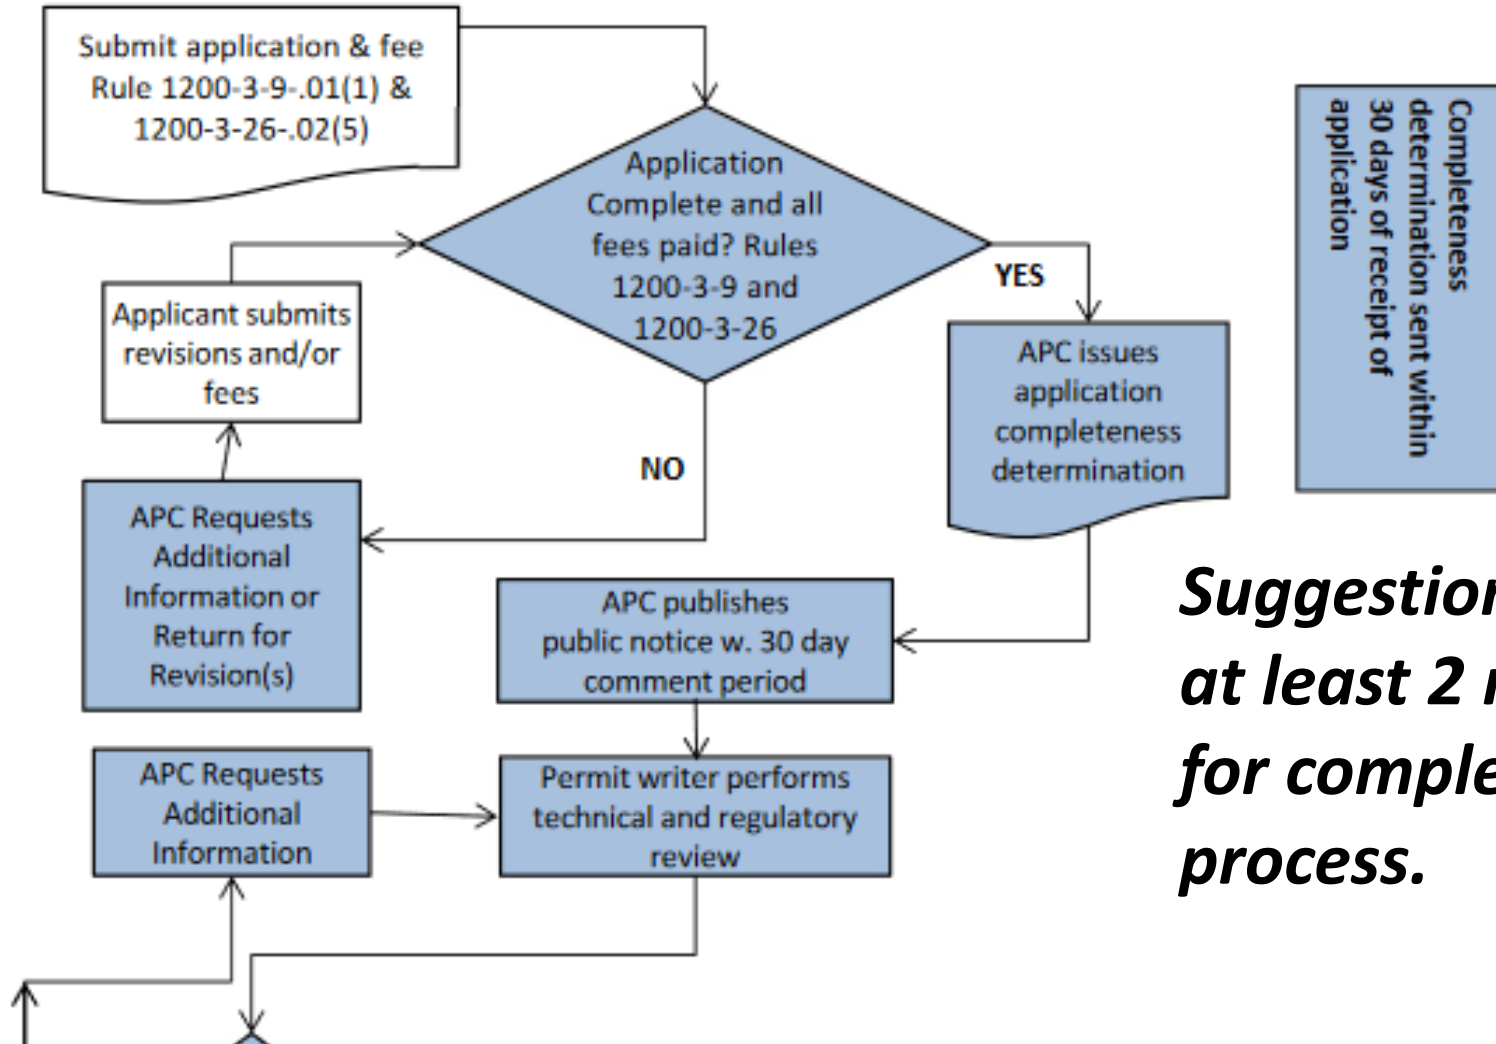 Submit application & fee
Rule 1200-3-9-.01(1) &
1200-3-26-.02(5)
Application
Complete and all
fees paid? Rules
1200-3-9 and
1200-3-26
YES
NO
Applicant submits
revisions and/or
fees
APC issues
application
completeness
determination
Completeness
determination sent within
30 days of receipt of
application
APC Requests
Additional
Information or
Return for
Revision(s)
APC publishes
public notice w. 30 day
comment period
APC Requests
Additional
Information
Permit writer performs
technical and regulatory
review
at least 2
for
process.